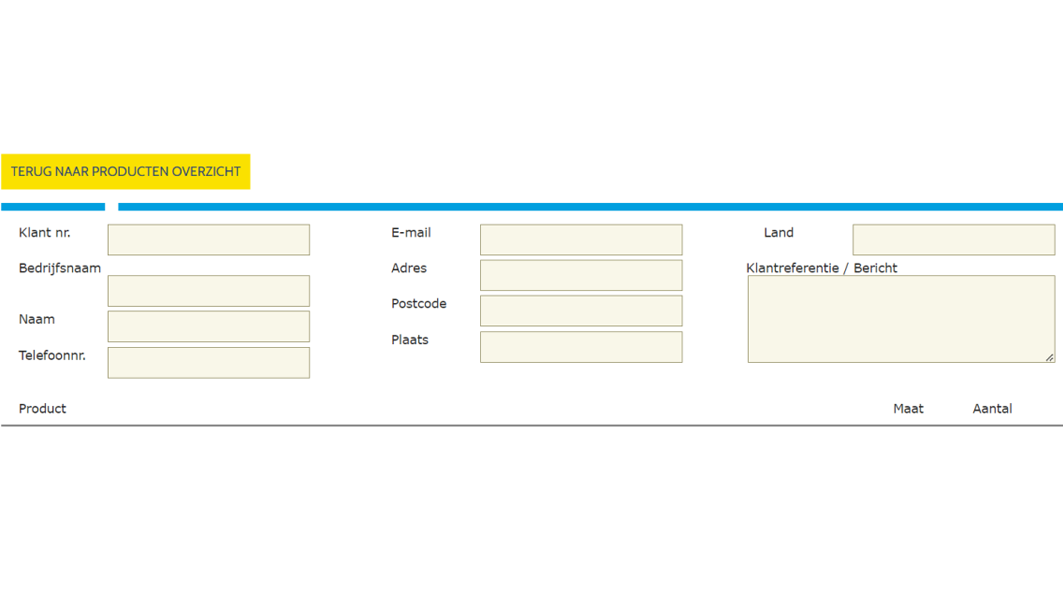 TERUG NAAR PRODUCTEN OVERZICHT
Klant nr.
Bedrijfsnaam
Naam
Telefoonnr.
E-mail
Adres
Postcode
Plaats
Land
Klantreferentie / Bericht
Product Maat Aantal